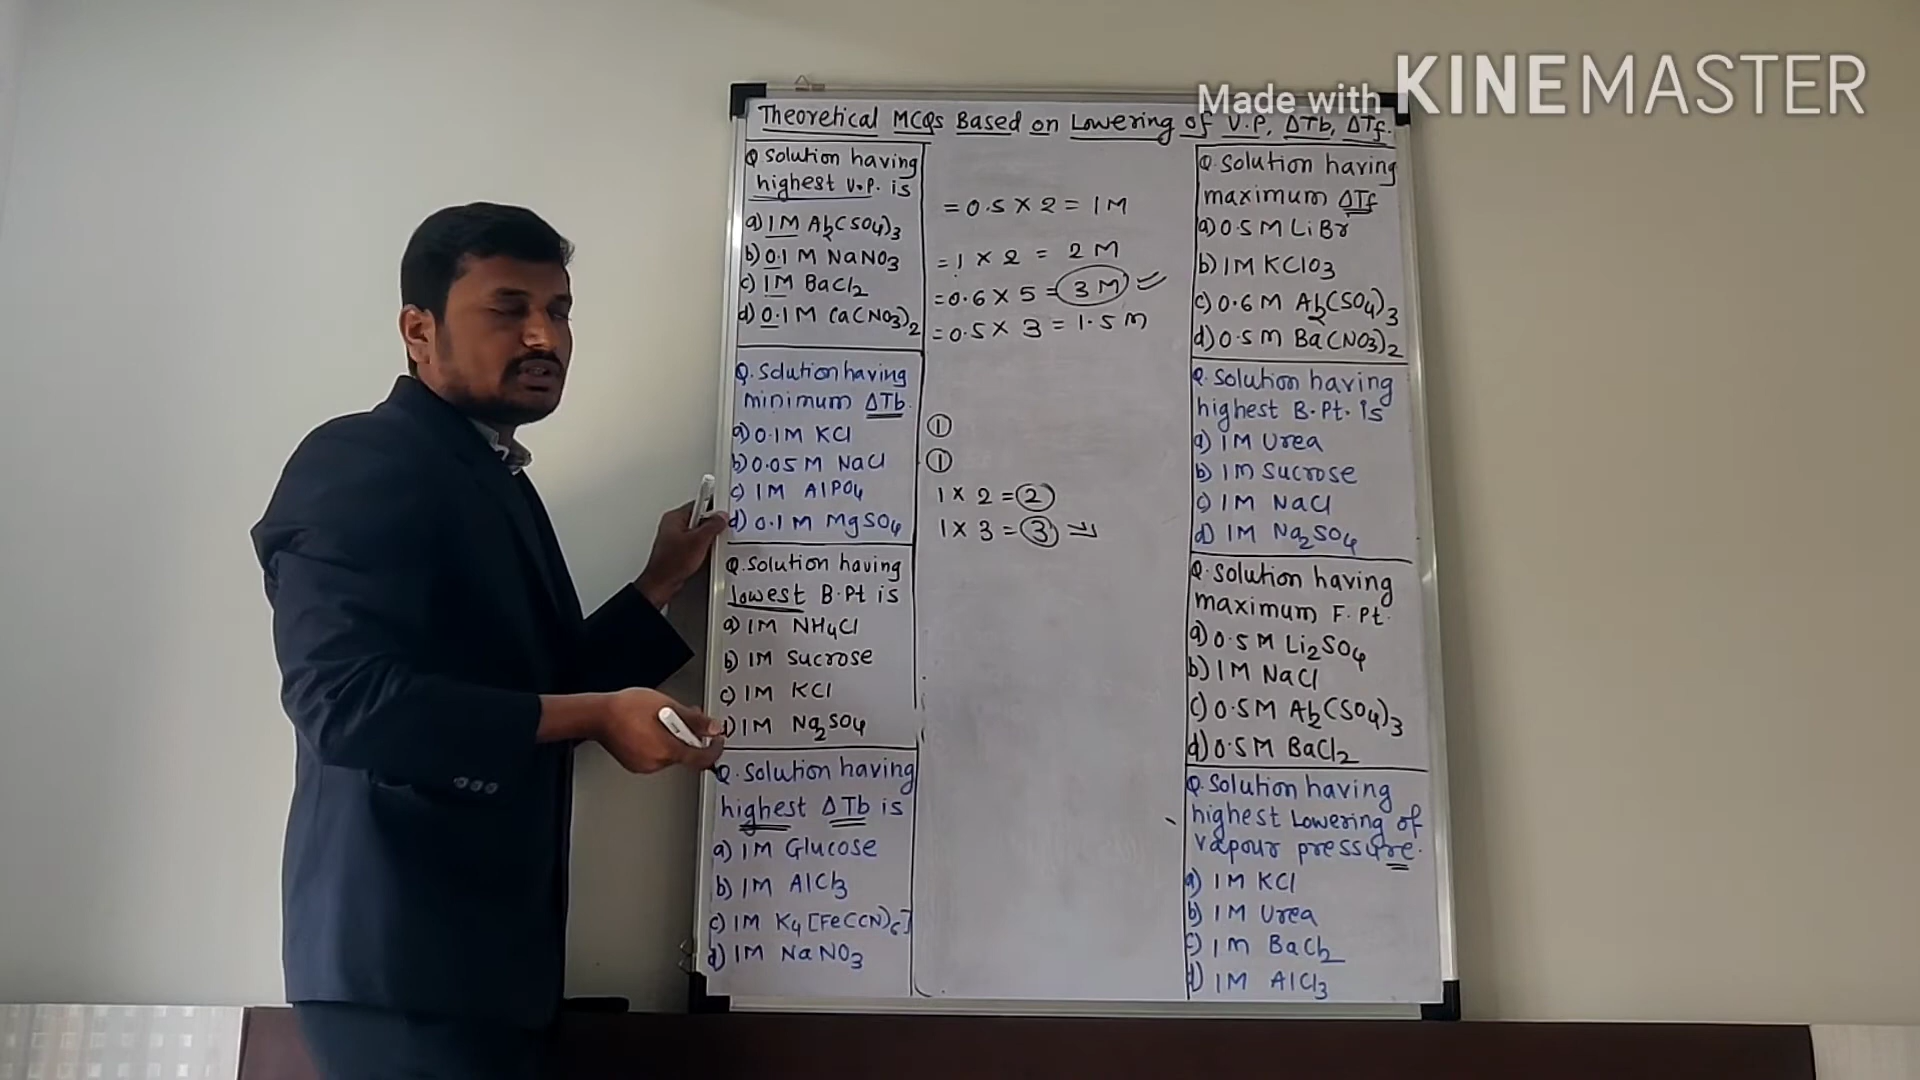 Made with KINEMASTER
Theoretical MCQs Based on Lowering of V.P, ΔTb, ΔTf.
Q Solution having
highest V.P. is
a) 1M Al2(SO4)3
b) 0.1 M NaNO3
c) 1M BaCl2
d) 0.1M Ca(NO3)2
Q. Solution having
minimum ΔTb.
a) 0.1M KCl
b) 0.05 M NaCl
c) 1M AlPO4
d) 0.1M MgSO4
Q. Solution having
lowest B.Pt is
a) 1M NH4Cl
b) 1M Sucrose
c) 1M KCl
d) 1M Na2SO4
Q. Solution having
highest ΔTb is
a) 1M Glucose
b) 1M AlCl3
c) 1M K4[Fe(CN)6]
d) 1M NaNO3
= 0.5 × 2 = 1M
= 1 × 2 = 2 M
= 0.6 × 5 = 3 M
= 0.5 × 3 = 1.5 M
1
1
1 × 2 = 2
1 × 3 = 3
Q. Solution having
maximum ΔTf
a) 0.5 M LiBr
b) 1M KClO3
c) 0.6 M Al2(SO4)3
d) 0.5 M Ba(NO3)2
Q. Solution having
highest B.Pt. is
a) 1M Urea
b) 1M Sucrose
c) 1M NaCl
d) 1M Na2SO4
Q. Solution having
maximum F.Pt.
a) 0.5 M Li2SO4
b) 1M NaCl
c) 0.5M Al2(SO4)3
d) 0.5M BaCl2
Q. Solution having
highest Lowering of
vapour pressure.
a) 1M KCl
b) 1M Urea
c) 1M BaCl2
d) 1M AlCl3